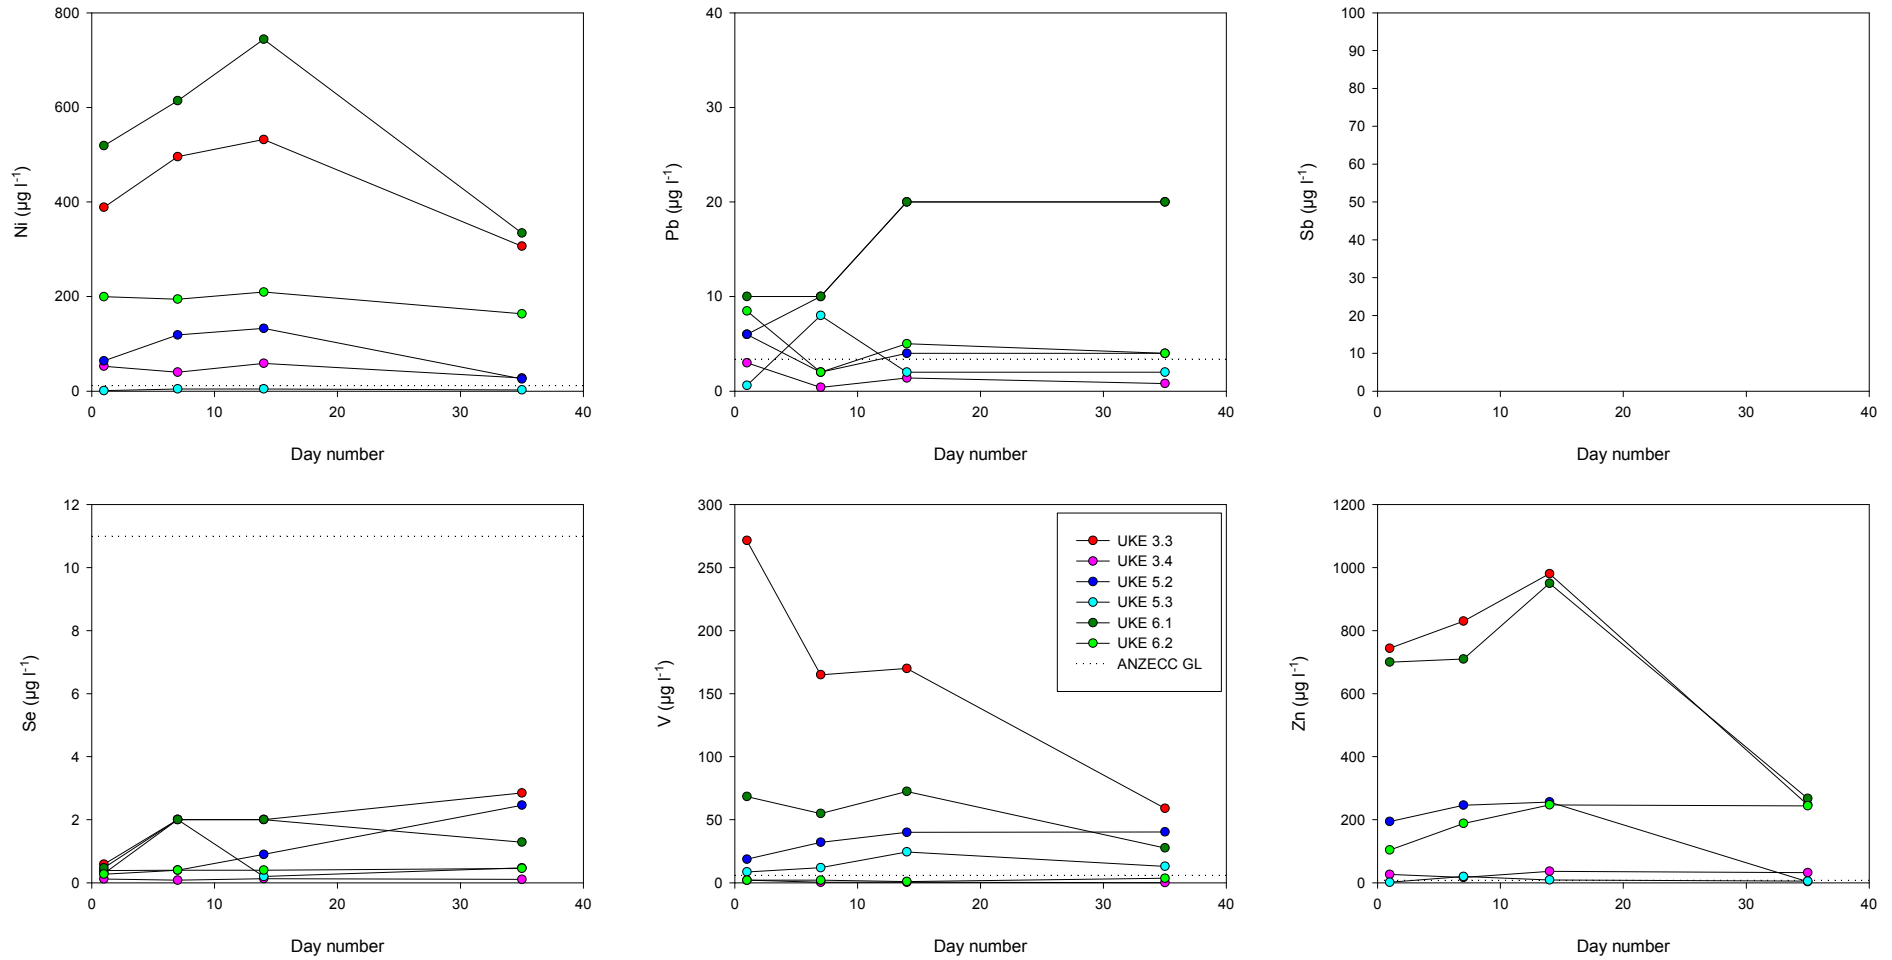 800
600
400
200
0
Ni (µg l-1)
0 10 20 30 40
Day number
40
30
20
10
0
Pb (µg l-1)
0 10 20 30 40
Day number
100
90
80
70
60
50
40
30
20
10
0
Sb (µg l-1)
0 10 20 30 40
Day number
12
10
8
6
4
2
0
Se (µg l-1)
0 10 20 30 40
Day number
300
250
200
150
100
50
0
V (µg l-1)
UKE 3.3
UKE 3.4
UKE 5.2
UKE 5.3
UKE 6.1
UKE 6.2
ANZECC GL
0 10 20 30 40
Day number
1200
1000
800
600
400
200
0
Zn (µg l-1)
0 10 20 30 40
Day number